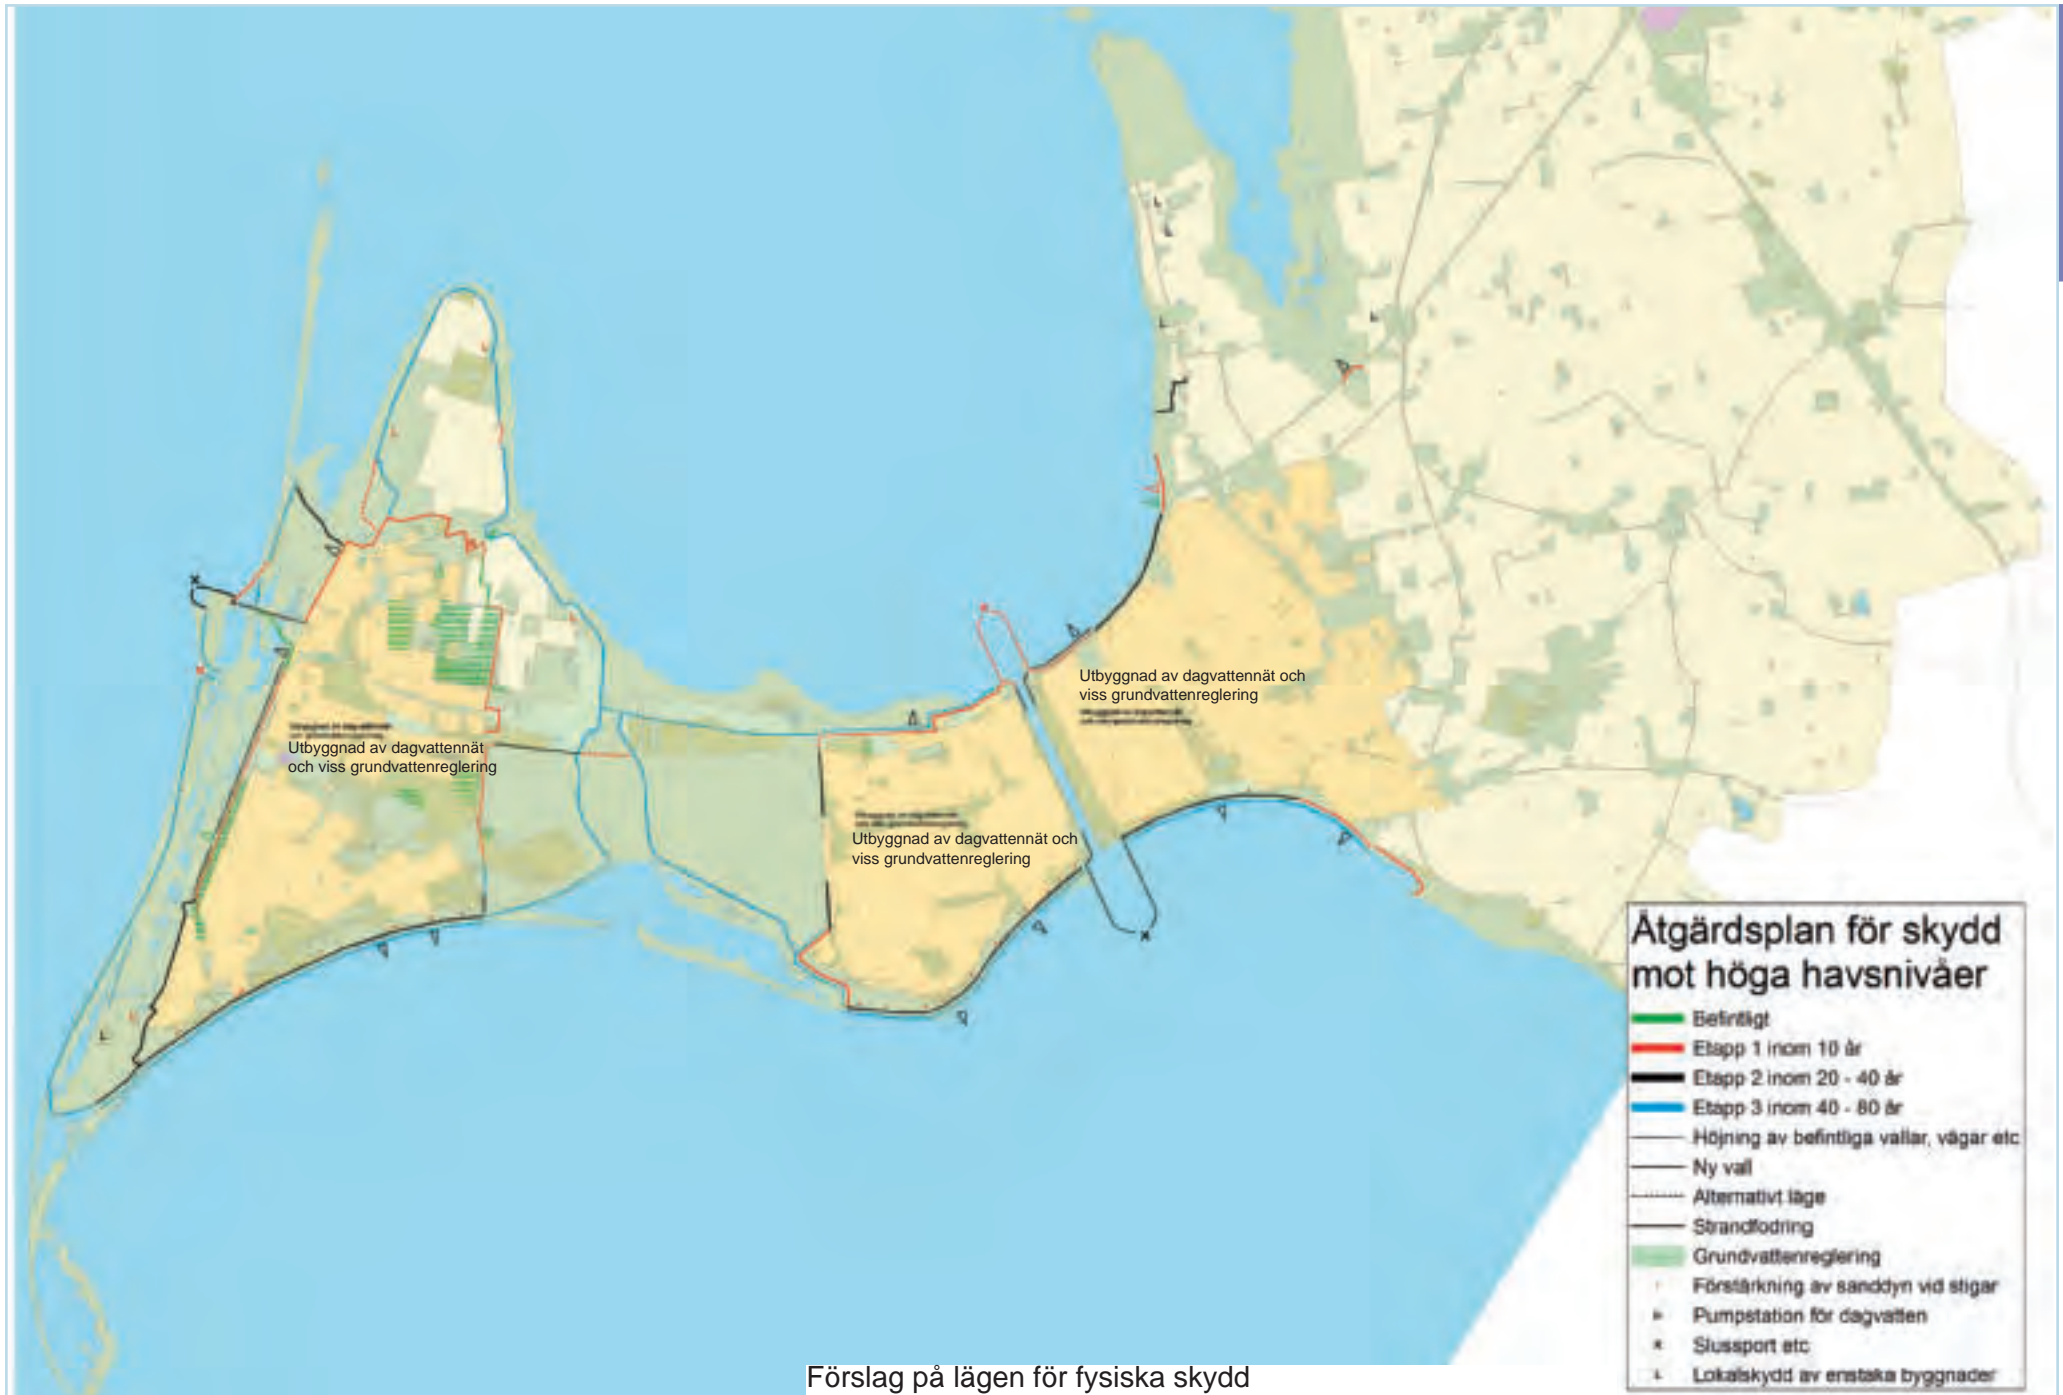 Utbyggnad av dagvattennät och
viss grundvattenreglering
Utbyggnad av dagvattennät
och viss grundvattenreglering
Utbyggnad av dagvattennät och
viss grundvattenreglering
Åtgärdsplan för skydd
mot höga havsnivåer
Befintligt
Etapp 1 inom 10 år
Etapp 2 inom 20 - 40 år
Etapp 3 inom 40 - 80 år
Höjning av befintliga vallar, vägar etc
Ny vall
Alternativt läge
Strandfodring
Grundvattenreglering
Förstärkning av sanddyn vid stigar
Pumpstation för dagvatten
Slussport etc
Lokalskydd av enstaka byggnader
Förslag på lägen för fysiska skydd